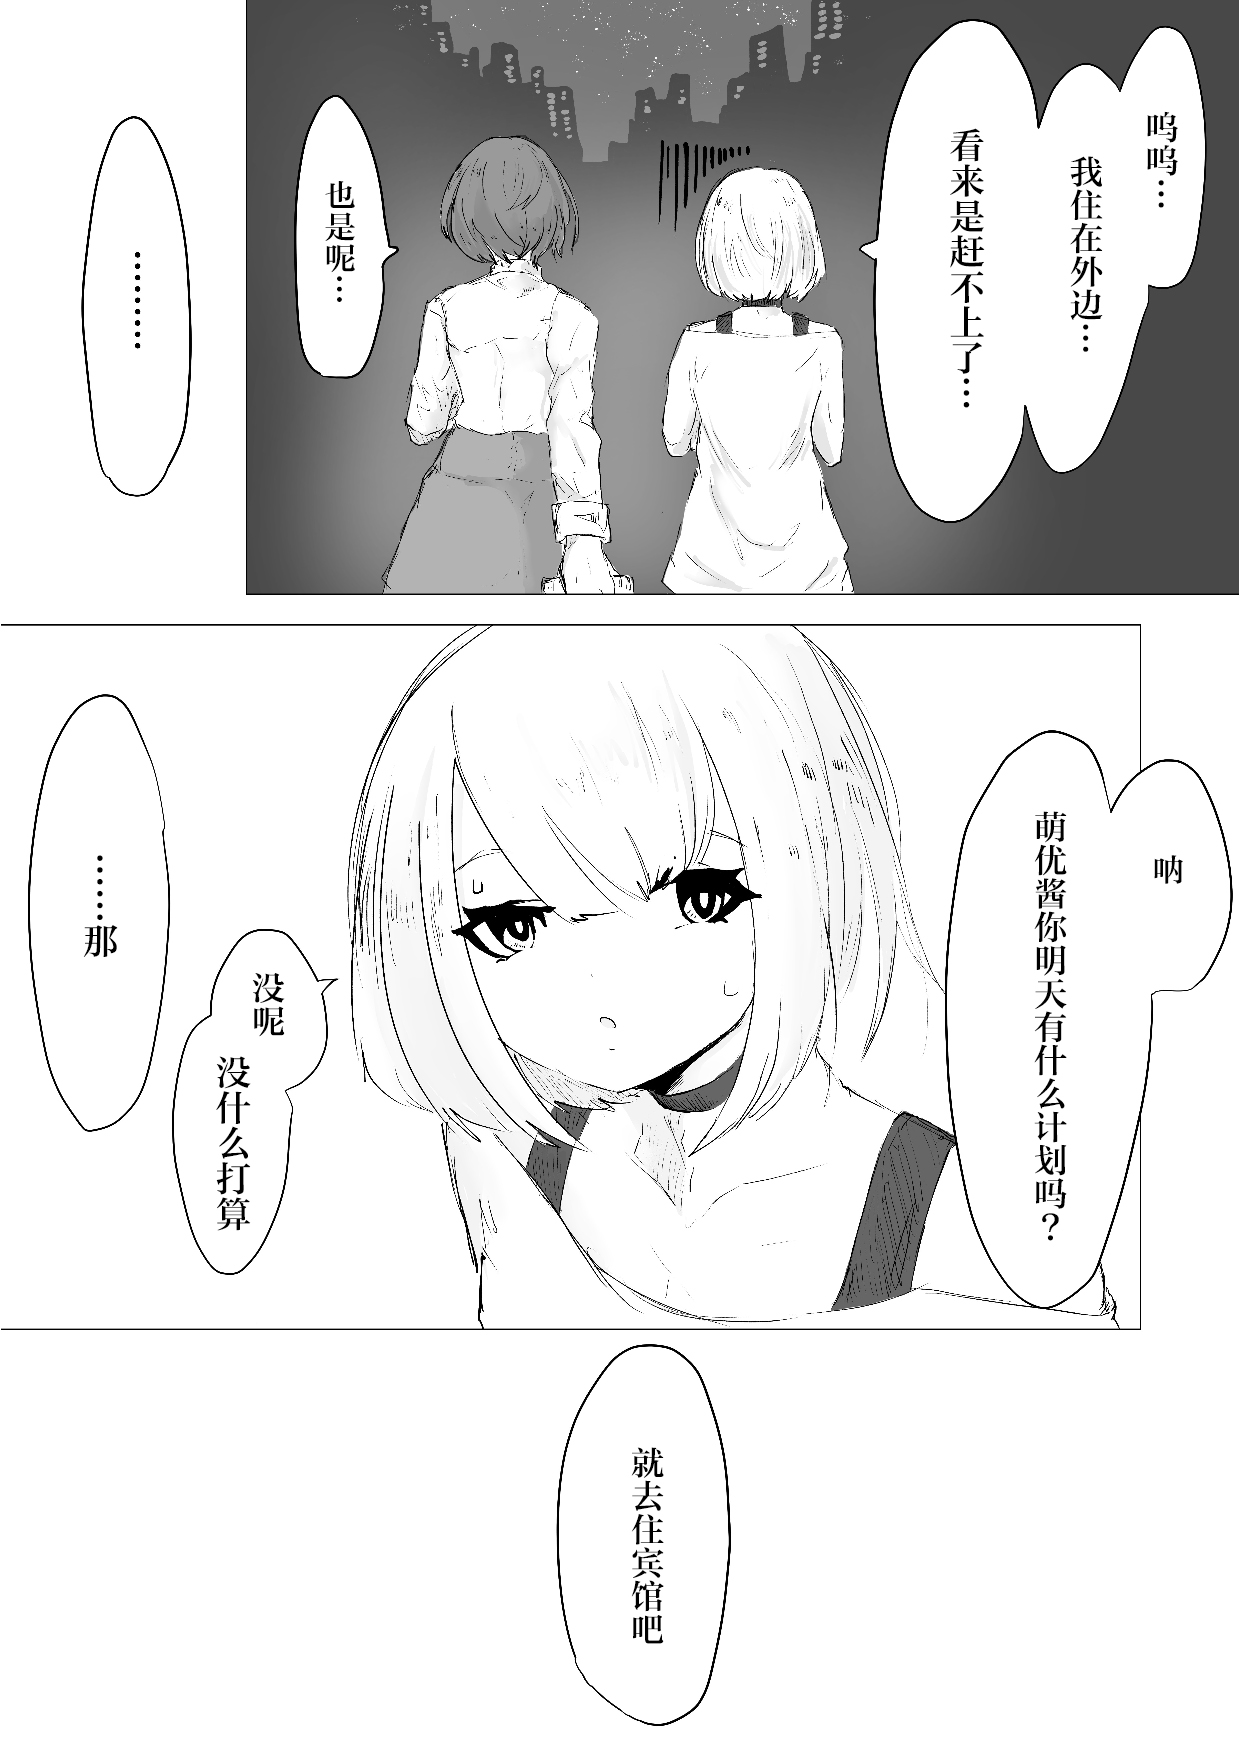 呜呜…
我住在外边…
看来是赶不上了…
也是呢…
………
呐
萌优酱你明天有什么计划吗？
没呢
没什么打算
……那
就去住宾馆吧